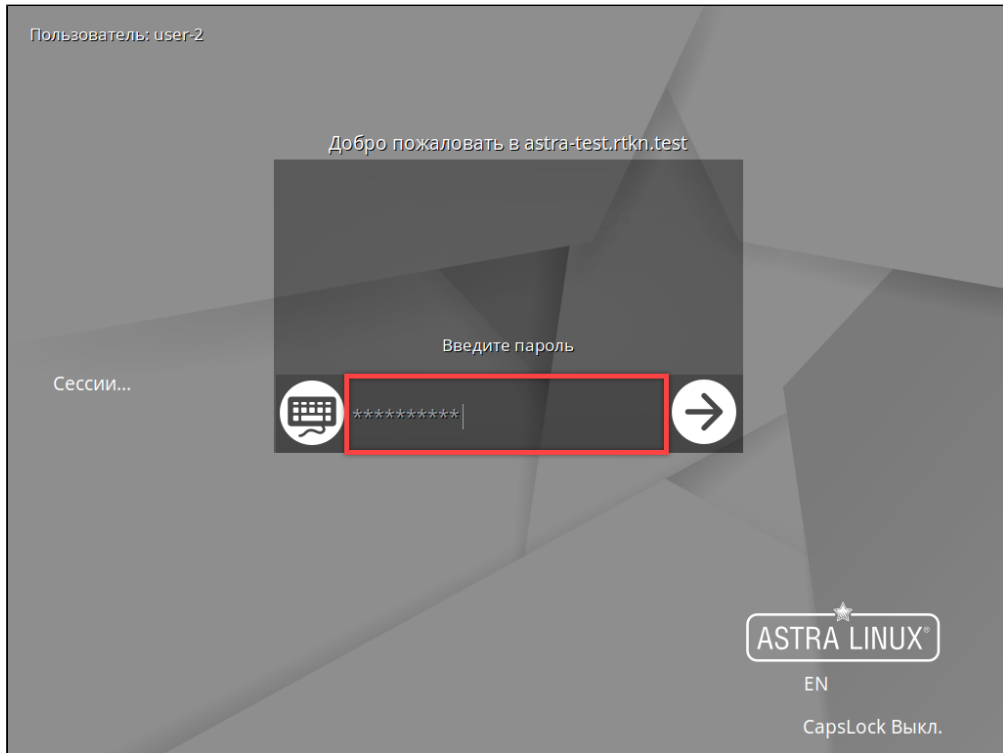 Пользователь: user-2
Добро пожаловать в astra-test.rtkn.test
Введите пароль
Сессии...
**********
ASTRA LINUX®
EN
CapsLock Выкл.